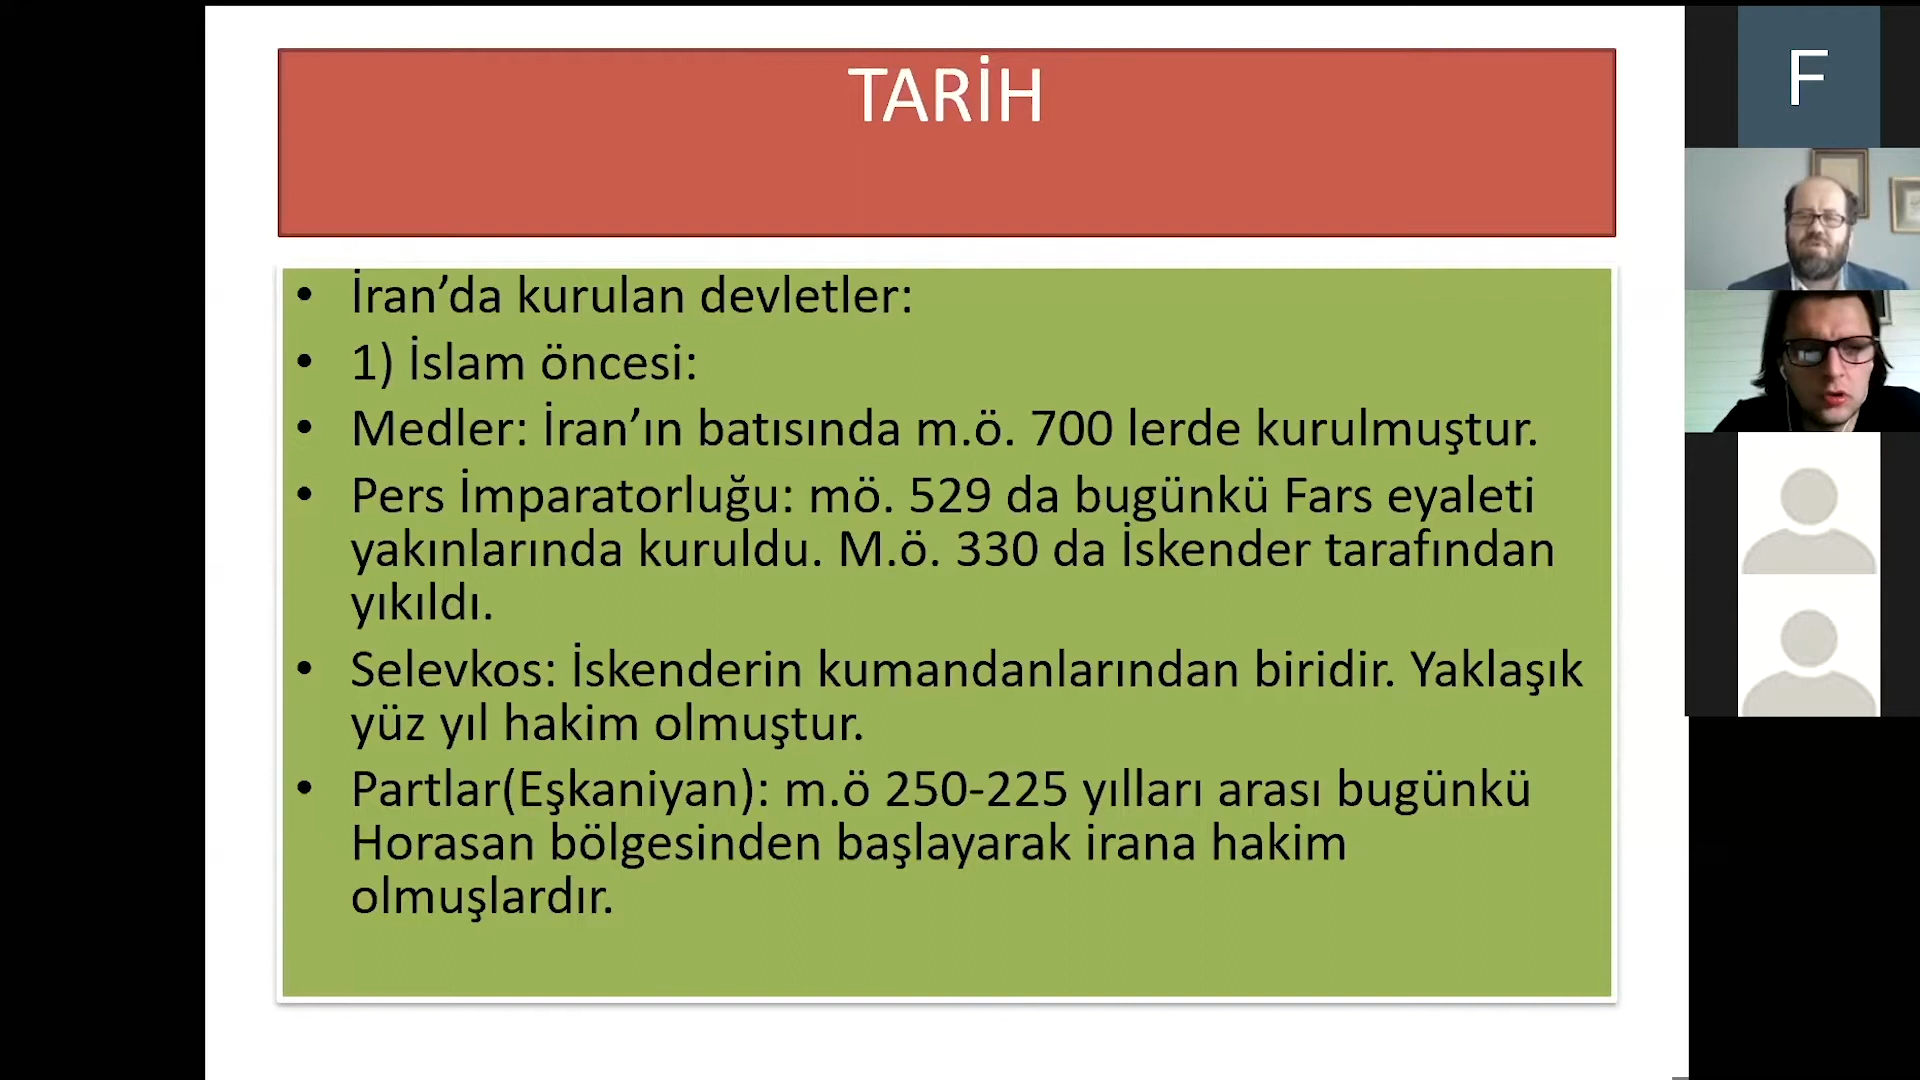 TARİH
• İran’da kurulan devletler:
• 1) İslam öncesi:
• Medler: İran’ın batısında m.ö. 700 lerde kurulmuştur.
• Pers İmparatorluğu: mö. 529 da bugünkü Fars eyaleti
yakınlarında kuruldu. M.ö. 330 da İskender tarafından
yıkıldı.
• Selevkos: İskenderin kumandanlarından biridir. Yaklaşık
yüz yıl hakim olmuştur.
• Partlar(Eşkaniyan): m.ö 250-225 yılları arası bugünkü
Horasan bölgesinden başlayarak irana hakim
olmuşlardır.
F